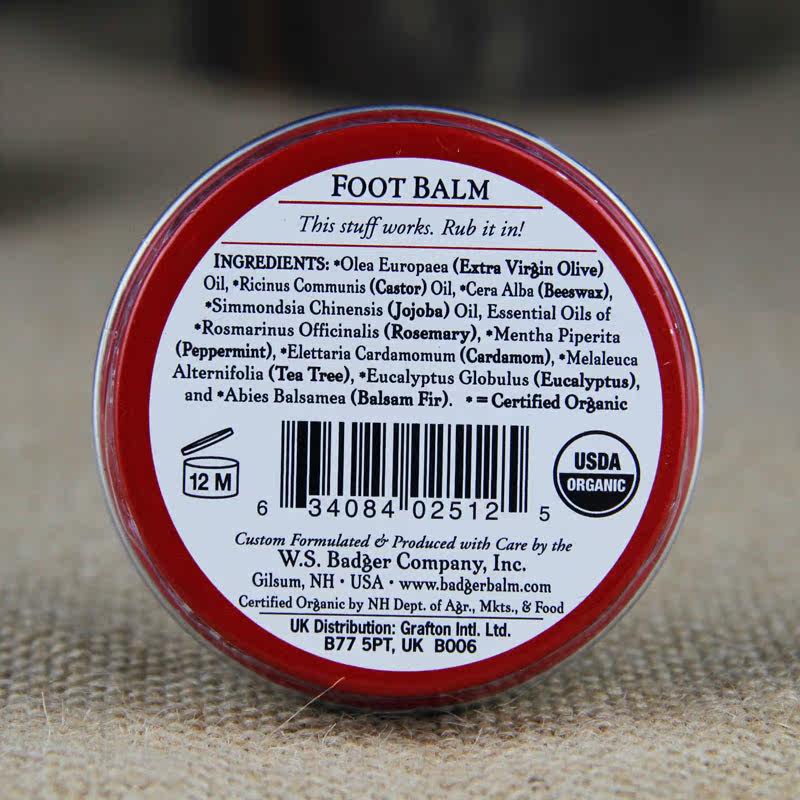 FOOT BALM
This stuff works. Rub it in!
INGREDIENTS: *Olea Europaea (Extra Virgin Olive)
Oil, *Ricinus Communis (Castor) Oil, *Cera Alba (Beeswax),
*Simmondsia Chinensis (Jojoba) Oil, Essential Oils of
*Rosmarinus Officinalis (Rosemary), *Mentha Piperita
(Peppermint), *Elettaria Cardamomum (Cardamom), *Melaleuca
Alternifolia (Tea Tree), *Eucalyptus Globulus (Eucalyptus),
and *Abies Balsamea (Balsam Fir). *=Certified Organic
12 M
6 34084 02512 5
USDA
ORGANIC
Custom Formulated & Produced with Care by the
W.S. Badger Company, Inc.
Gilsum, NH · USA · www.badgerbalm.com
Certified Organic by NH Dept. of Agr., Mkts., & Food
UK Distribution: Grafton Intl. Ltd.
B77 5PT, UK B006